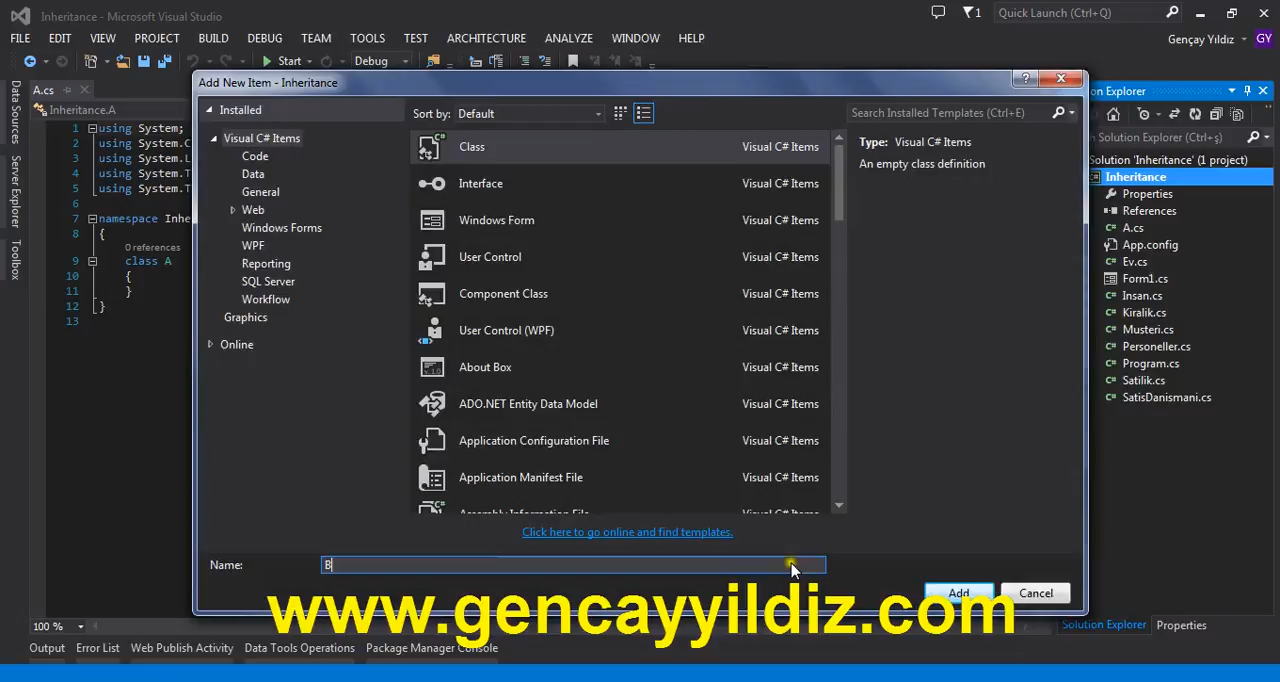 Inheritance - Microsoft Visual Studio
1
Quick Launch (Ctrl+Q)
FILE EDIT VIEW PROJECT BUILD DEBUG TEAM TOOLS TEST ARCHITECTURE ANALYZE WINDOW HELP
Gençay Yıldız GY
Start Debug
Data Sources
Server Explorer
Toolbox
A.cs
Inheritance.A
1 using System;
2 using System.C
3 using System.L
4 using System.T
5 using System.T
6
7 namespace Inhe
8 {
0 references
9 class A
10 {
11 }
12 }
13
100 %
Add New Item - Inheritance
Installed
Visual C# Items
Code
Data
General
Web
Windows Forms
WPF
Reporting
SQL Server
Workflow
Graphics
Online
Sort by: Default
Class Visual C# Items
Interface Visual C# Items
Windows Form Visual C# Items
User Control Visual C# Items
Component Class Visual C# Items
User Control (WPF) Visual C# Items
About Box Visual C# Items
ADO.NET Entity Data Model Visual C# Items
Application Configuration File Visual C# Items
Application Manifest File Visual C# Items
Assembly Information File Visual C# Items
Click here to go online and find templates.
Search Installed Templates (Ctrl+E)
Type: Visual C# Items
An empty class definition
Name: B
Add Cancel
on Explorer
h Solution Explorer (Ctrl+ş)
Solution 'Inheritance' (1 project)
Inheritance
Properties
References
A.cs
App.config
Ev.cs
Form1.cs
Insan.cs
Kiralik.cs
Musteri.cs
Personeller.cs
Program.cs
Satilik.cs
SatisDanismani.cs
Solution Explorer Properties
www.gencayyildiz.com
Output Error List Web Publish Activity Data Tools Operations Package Manager Console